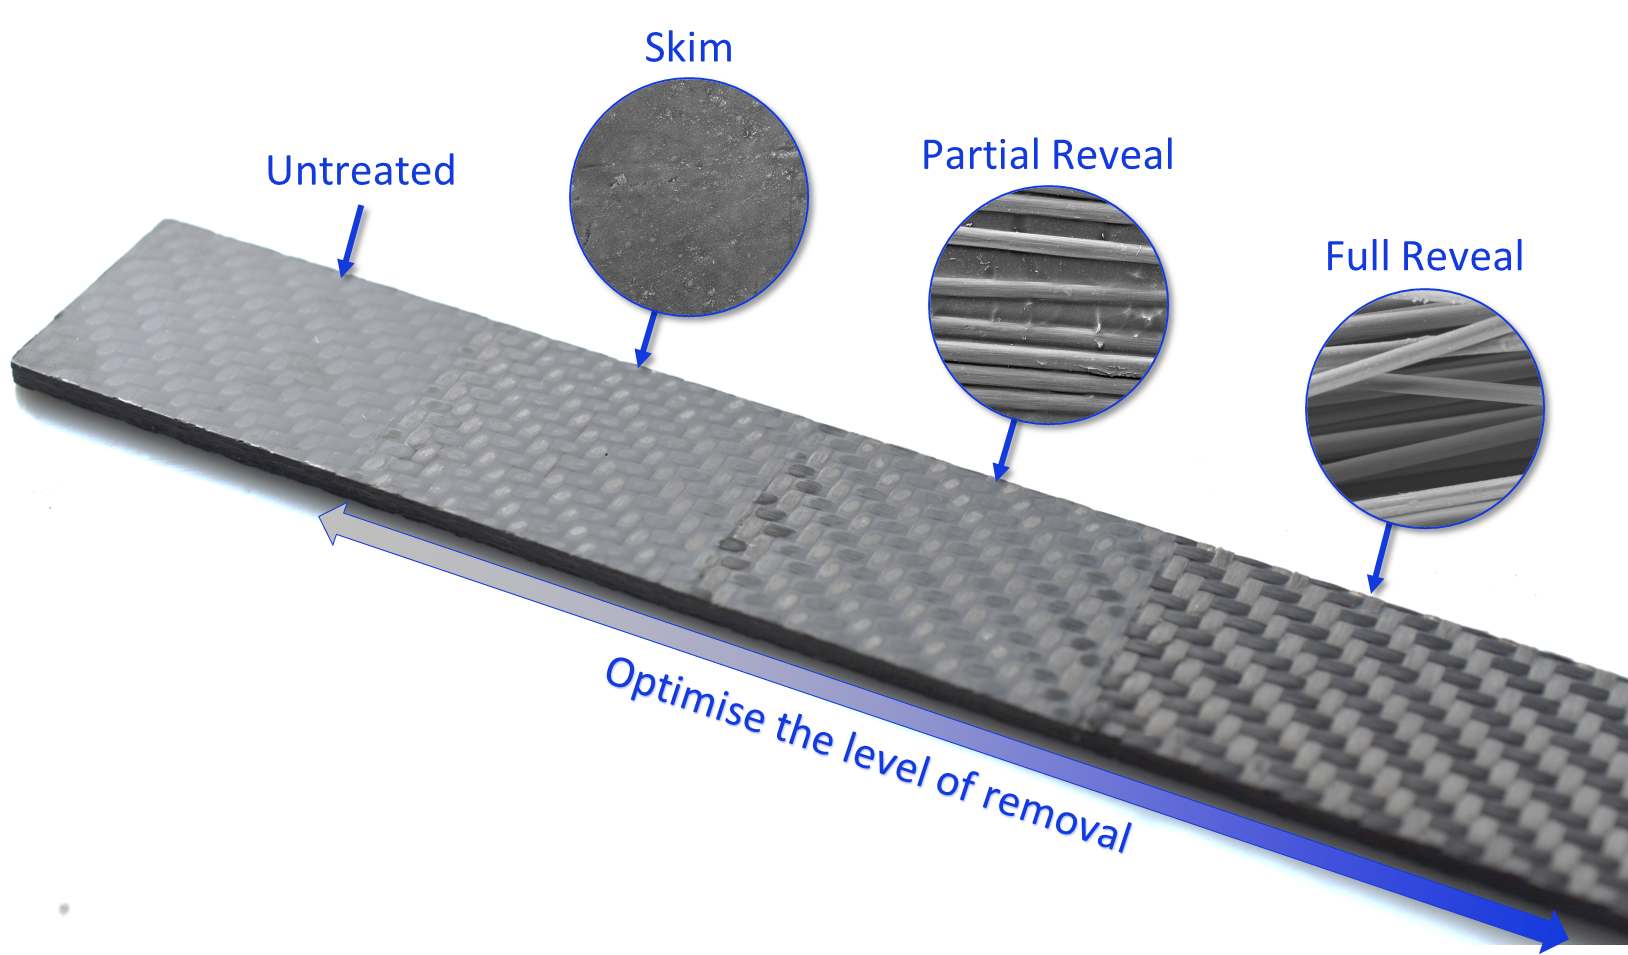 Skim
Partial Reveal
Untreated
Full Reveal
Optimise the level of removal